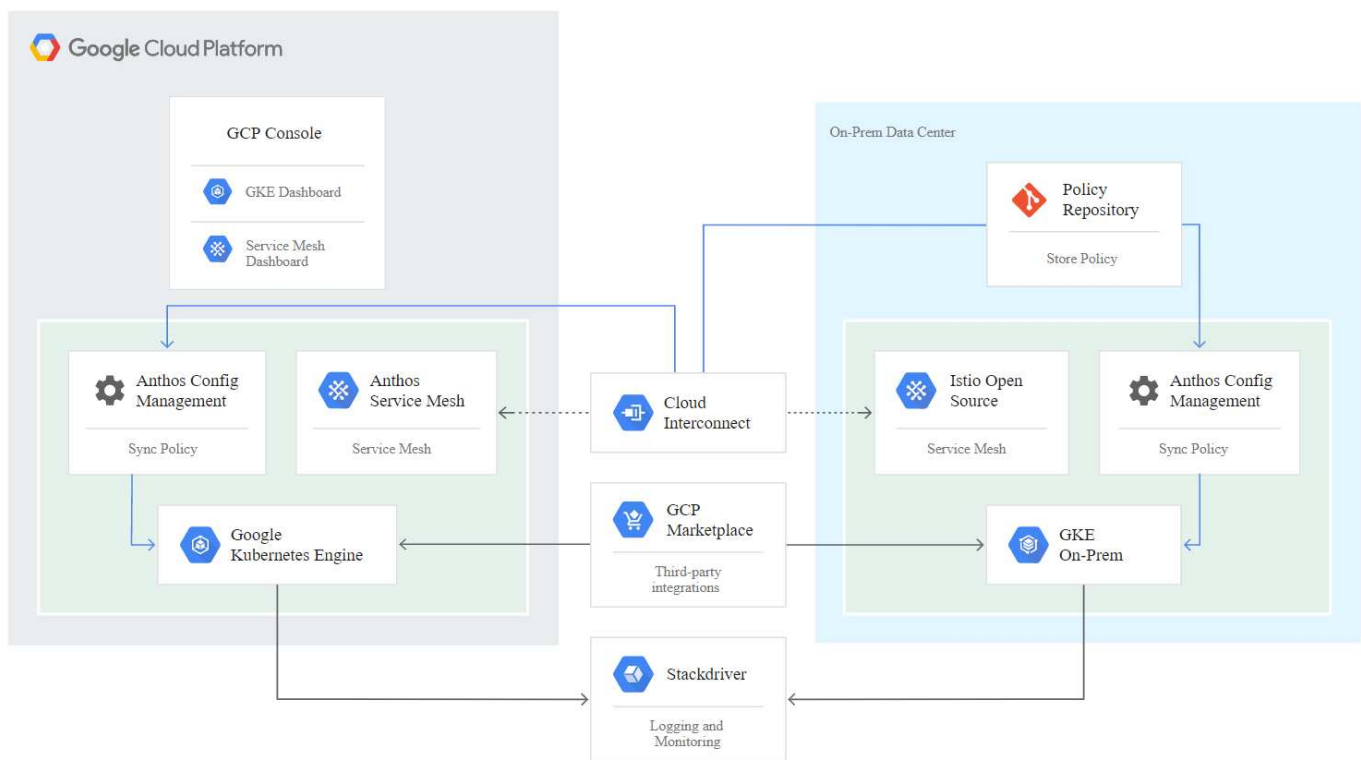 Google Cloud Platform
GCP Console
GKE Dashboard
Service Mesh
Dashboard
On-Prem Data Center
Policy
Repository
Store Policy
Anthos Config
Management
Sync Policy
Anthos
Service Mesh
Service Mesh
Cloud
Interconnect
Istio Open
Source
Service Mesh
Anthos Config
Management
Sync Policy
Google
Kubernetes Engine
GCP
Marketplace
Third-party
integrations
GKE
On-Prem
Stackdriver
Logging and
Monitoring